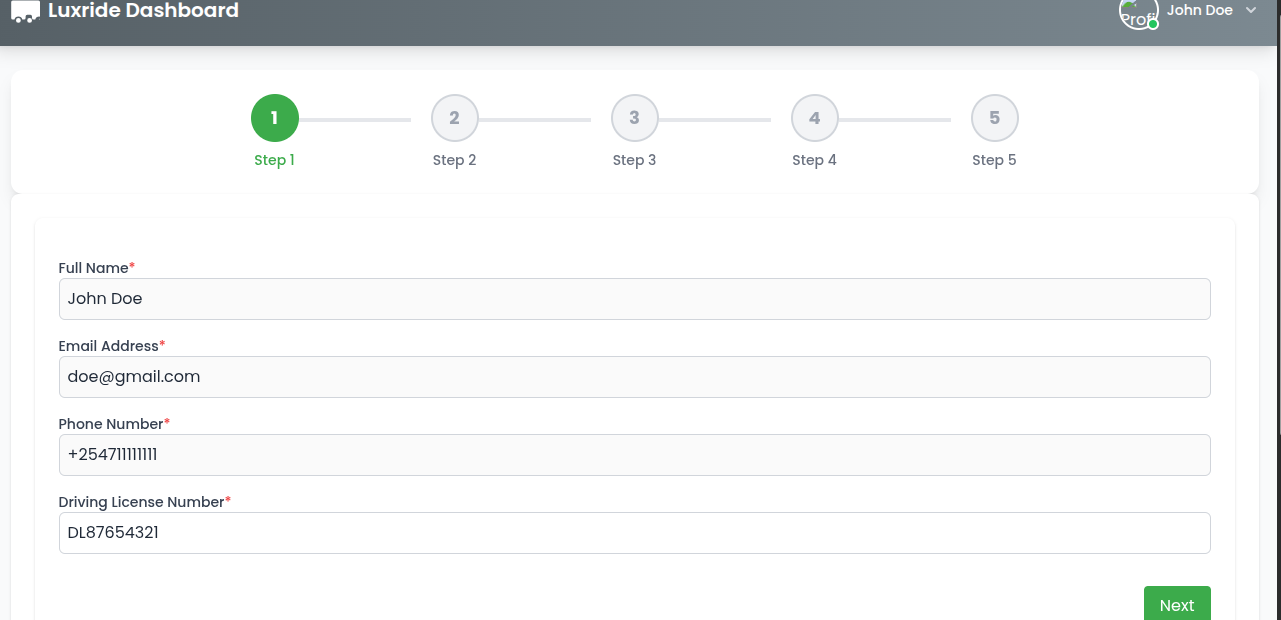 Luxride Dashboard
Profi
John Doe
1
2
3
4
5
Step 1
Step 2
Step 3
Step 4
Step 5
Full Name*
John Doe
Email Address*
doe@gmail.com
Phone Number*
+254711111111
Driving License Number*
DL87654321
Next